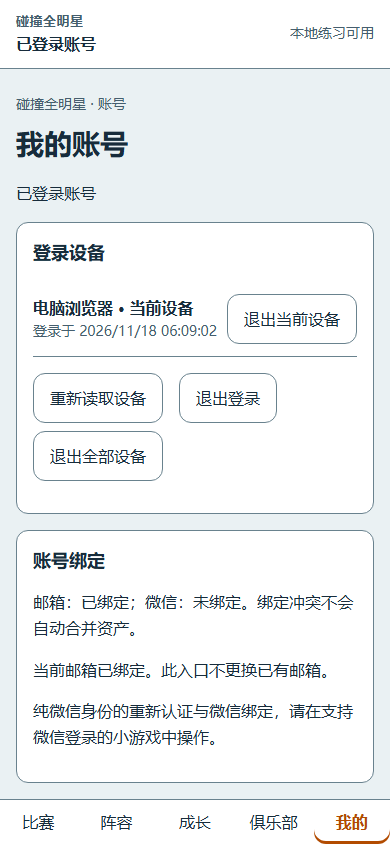 碰撞全明星
已登录账号
本地练习可用
碰撞全明星 · 账号
我的账号
已登录账号
登录设备
电脑浏览器 • 当前设备
登录于 2026/11/18 06:09:02
退出当前设备
重新读取设备
退出登录
退出全部设备
账号绑定
邮箱：已绑定；微信：未绑定。绑定冲突不会
自动合并资产。
当前邮箱已绑定。此入口不更换已有邮箱。
纯微信身份的重新认证与微信绑定，请在支持
微信登录的小游戏中操作。
比赛
阵容
成长
俱乐部
我的